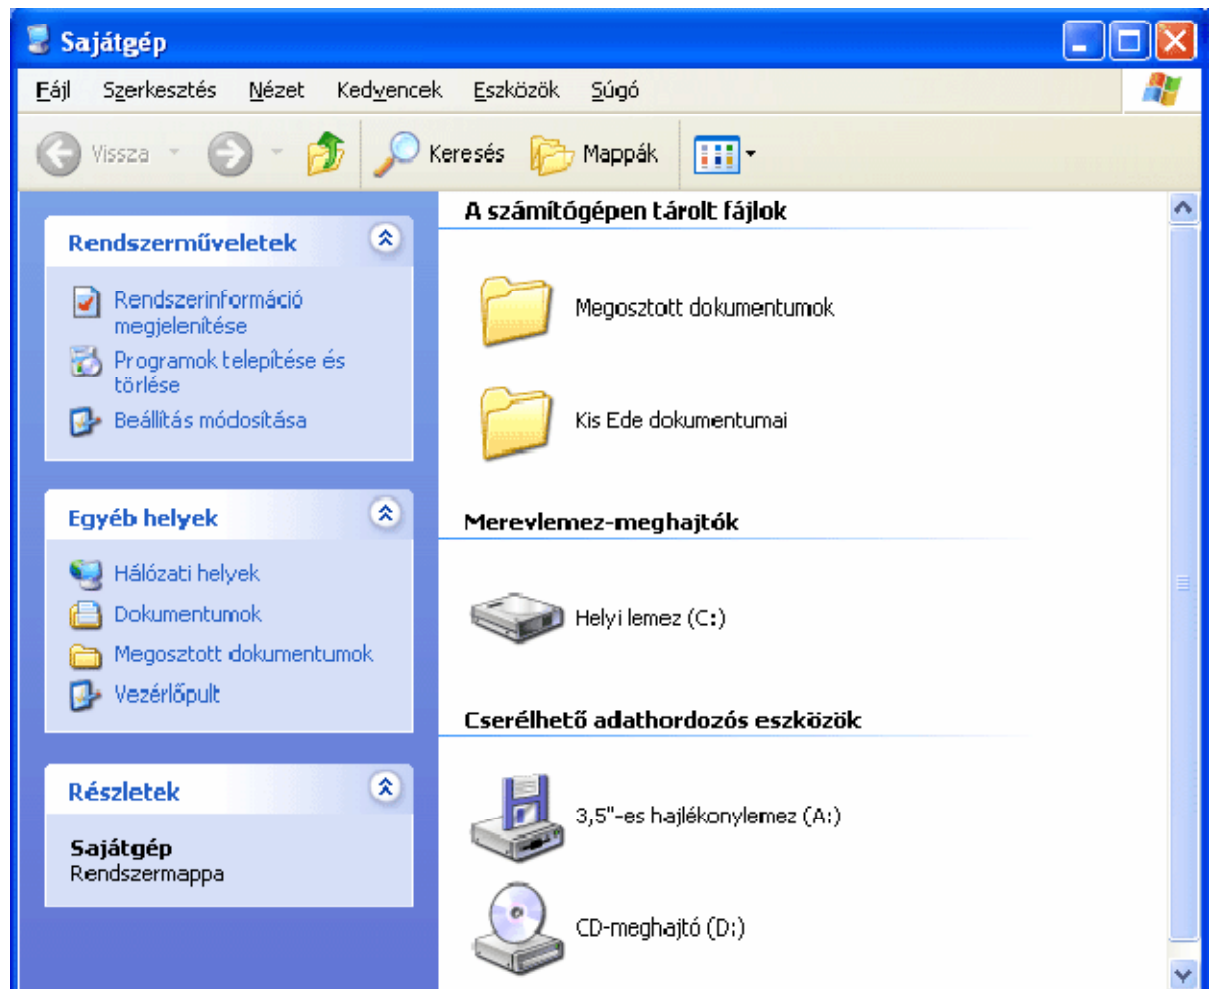 Sajátgép
Fájl Szerkesztés Nézet Kedvencek Eszközök Súgó
Vissza Keresés Mappák
Rendszerműveletek
Rendszerinformáció
megjelenítése
Programok telepítése és
törlése
Beállítás módosítása
Egyéb helyek
Hálózati helyek
Dokumentumok
Megosztott dokumentumok
Vezérlőpult
Részletek
Sajátgép
Rendszermappa
A számítógépen tárolt fájlok
Megosztott dokumentumok
Kis Ede dokumentumai
Merevlemez-meghajtók
Helyi lemez (C:)
Cserélhető adathordozós eszközök
3,5"-es hajlékonylemez (A:)
CD-meghajtó (D:)